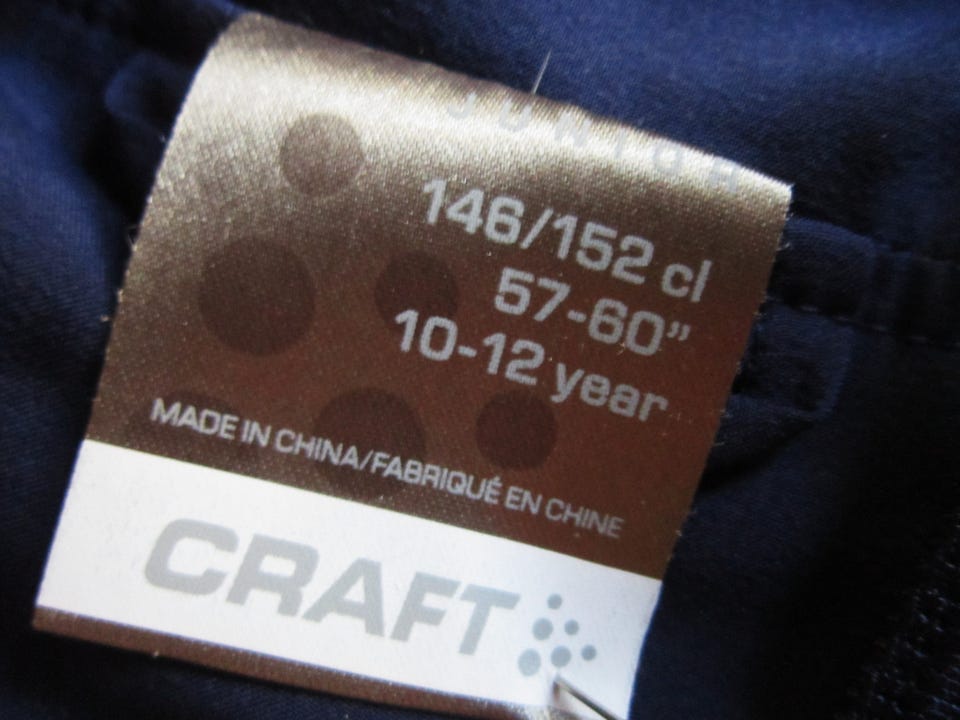 JUNIOR
146/152 cl
57-60”
10-12 year
MADE IN CHINA/FABRIQUÉ EN CHINE
CRAFT